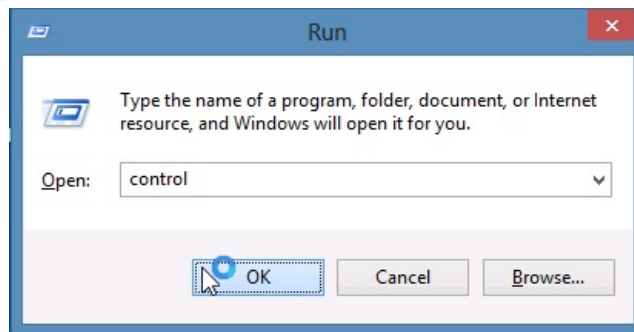 Run
Type the name of a program, folder, document, or Internet
resource, and Windows will open it for you.
Open: control
OK Cancel Browse...